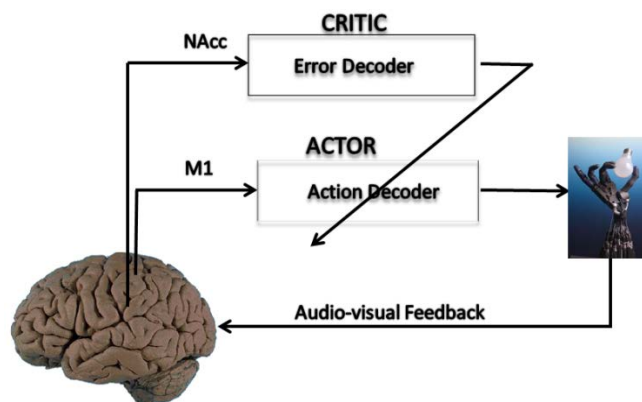 CRITIC
NAcc
Error Decoder
ACTOR
M1
Action Decoder
Audio-visual Feedback